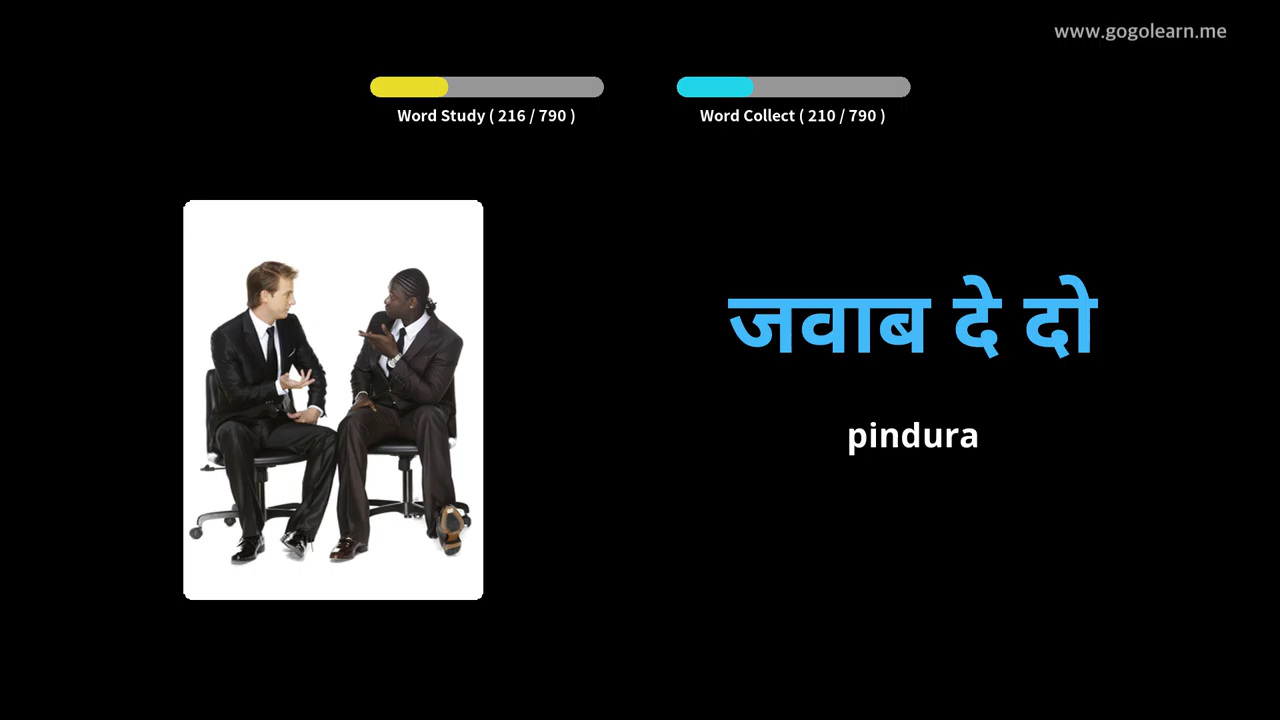 www.gogolearn.me
Word Study ( 216 / 790 )
Word Collect ( 210 / 790 )
जवाब दे दो
pindura